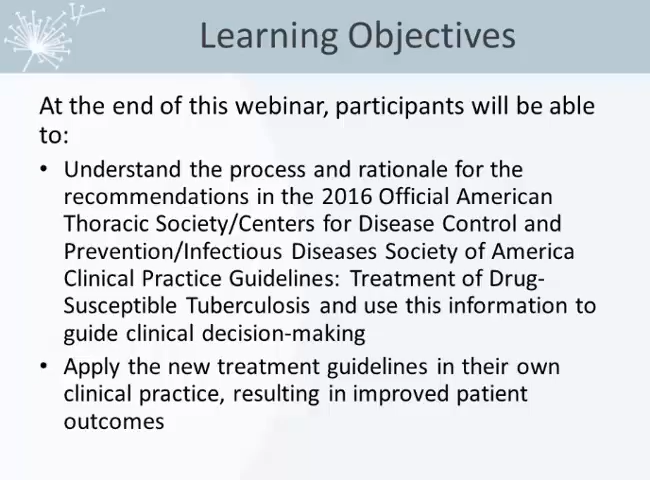 Learning Objectives
At the end of this webinar, participants will be able
to:
• Understand the process and rationale for the
recommendations in the 2016 Official American
Thoracic Society/Centers for Disease Control and
Prevention/Infectious Diseases Society of America
Clinical Practice Guidelines: Treatment of Drug-
Susceptible Tuberculosis and use this information to
guide clinical decision-making
• Apply the new treatment guidelines in their own
clinical practice, resulting in improved patient
outcomes